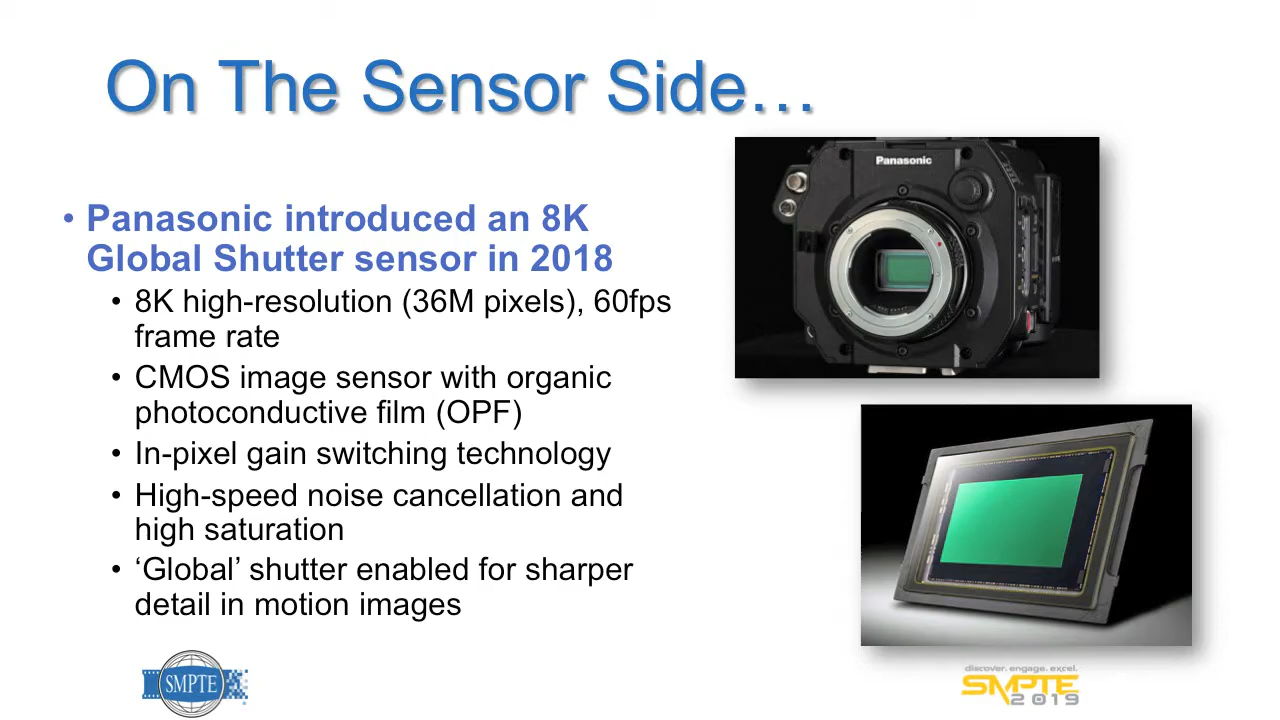 On The Sensor Side…
• Panasonic introduced an 8K
Global Shutter sensor in 2018
• 8K high-resolution (36M pixels), 60fps
frame rate
• CMOS image sensor with organic
photoconductive film (OPF)
• In-pixel gain switching technology
• High-speed noise cancellation and
high saturation
• ‘Global’ shutter enabled for sharper
detail in motion images
Panasonic
SMPTE
discover. engage. excel.
SMPTE
2019